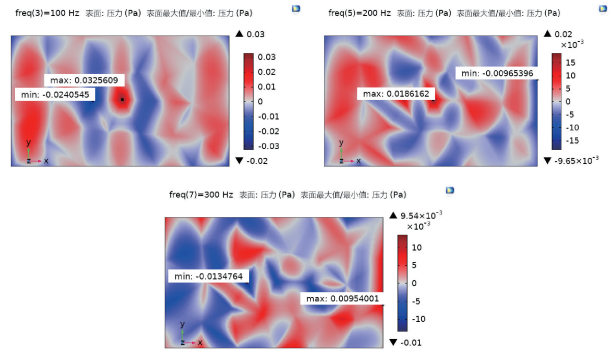 freq(3)=100 Hz 表面: 压力 (Pa) 表面最大值/最小值: 压力 (Pa)
▲ 0.03
0.03
0.02
0.01
0
-0.01
-0.02
-0.03
▼ -0.02
max: 0.0325609
min: -0.0240545
y
z
x
freq(5)=200 Hz 表面: 压力 (Pa) 表面最大值/最小值: 压力 (Pa)
▲ 0.02
×10⁻³
15
10
5
0
-5
-10
-15
▼ -9.65×10⁻³
min: -0.00965396
max: 0.0186162
y
z
x
freq(7)=300 Hz 表面: 压力 (Pa) 表面最大值/最小值: 压力 (Pa)
▲ 9.54×10⁻³
×10⁻³
10
5
0
-5
-10
▼ -0.01
min: -0.0134764
max: 0.00954001
y
z
x